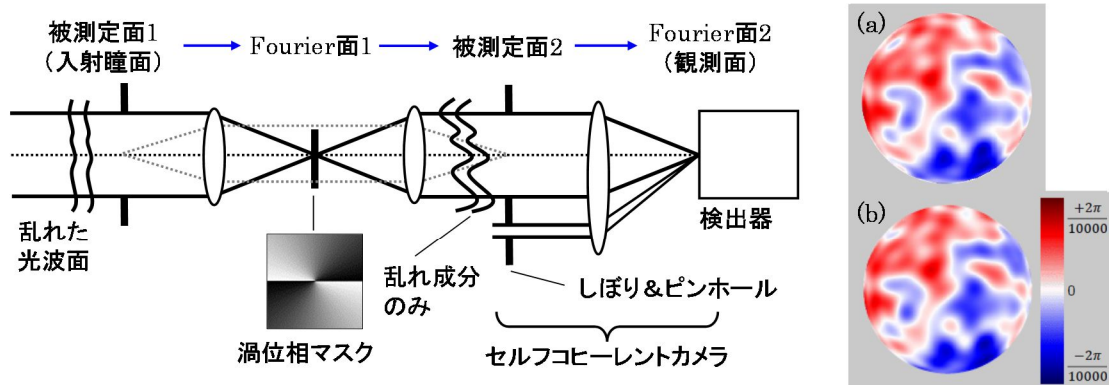 被測定面1
(入射瞳面)
Fourier面1
被測定面2
Fourier面2
(観測面)
乱れた
光波面
渦位相マスク
乱れ成分
のみ
しぼり&ピンホール
セルフコヒーレントカメラ
検出器
(a)
(b)
+2π
10000
0
−2π
10000